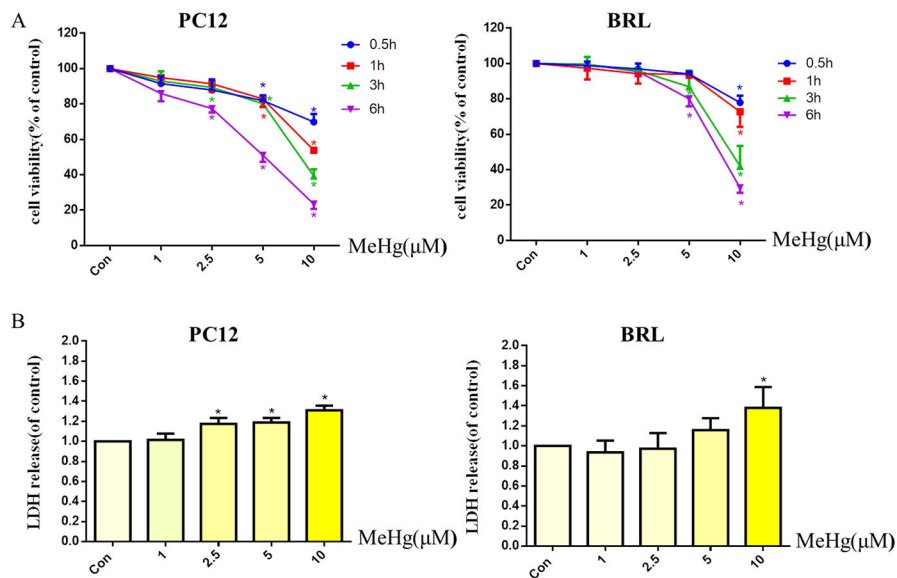 A
PC12
cell viability(% of control)
120
100
80
60
40
20
0
Con
1
2.5
5
10
MeHg(μM)
0.5h
1h
3h
6h
*
*
*
*
*
*
*
*
*
*
BRL
cell viability(% of control)
120
100
80
60
40
20
0
Con
1
2.5
5
10
MeHg(μM)
0.5h
1h
3h
6h
*
*
*
*
*
*
B
PC12
LDH release(of control)
2.0
1.8
1.6
1.4
1.2
1.0
0.8
0.6
0.4
0.2
0.0
Con
1
2.5
5
10
MeHg(μM)
*
*
*
BRL
LDH release(of control)
2.0
1.8
1.6
1.4
1.2
1.0
0.8
0.6
0.4
0.2
0.0
Con
1
2.5
5
10
MeHg(μM)
*